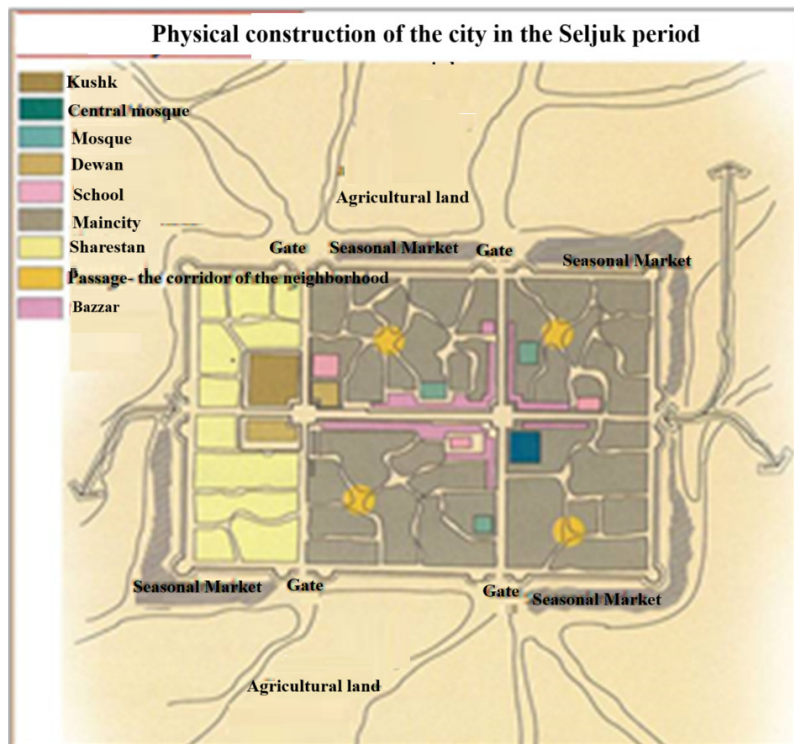 Physical construction of the city in the Seljuk period
Kushk
Central mosque
Mosque
Dewan
School
Maincity
Sharestan
Passage- the corridor of the neighborhood
Bazzar
Agricultural land
Gate
Seasonal Market
Gate
Seasonal Market
Seasonal Market
Gate
Gate
Seasonal Market
Agricultural land